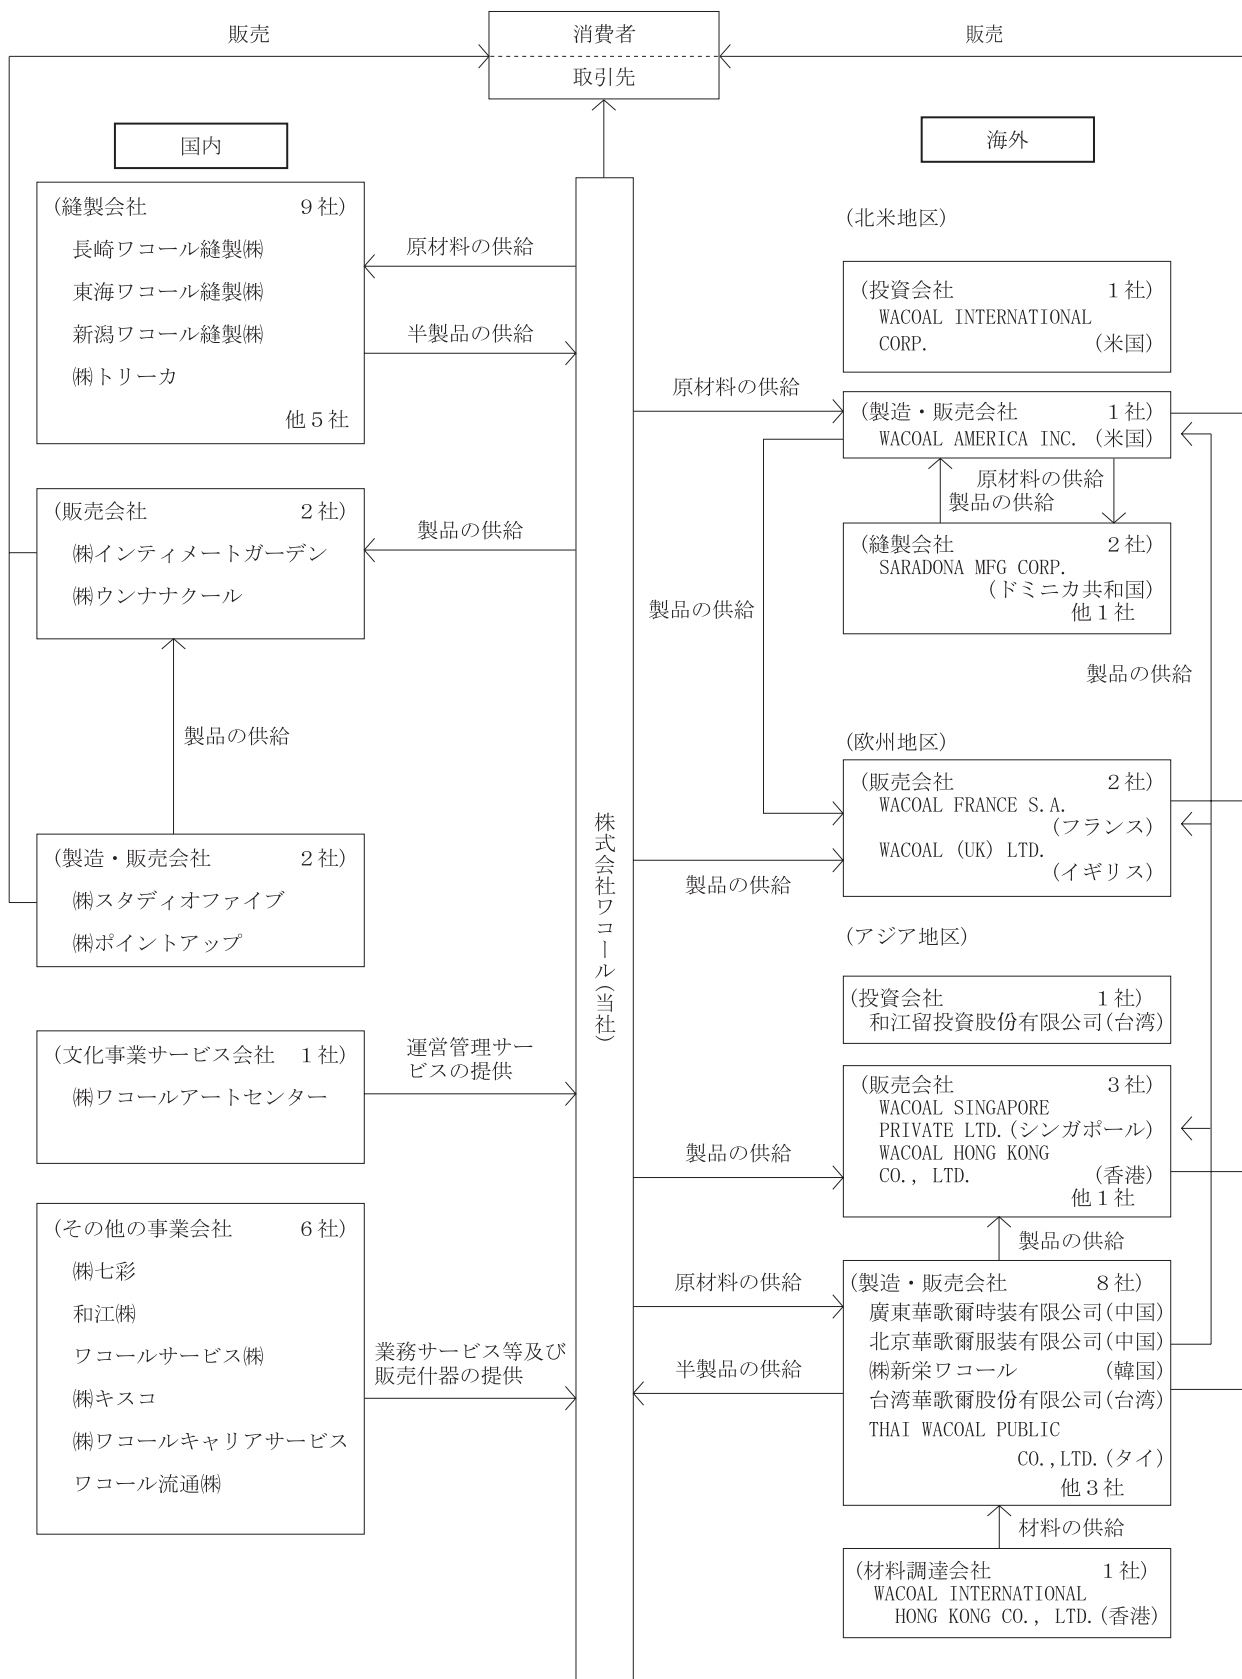 販売
消費者
取引先
販売
国内
(縫製会社 9社)
長崎ワコール縫製㈱
東海ワコール縫製㈱
新潟ワコール縫製㈱
㈱トリーカ
他5社
原材料の供給
半製品の供給
(販売会社 2社)
㈱インティメートガーデン
㈱ウンナナクール
製品の供給
製品の供給
(製造・販売会社 2社)
㈱スタディオファイブ
㈱ポイントアップ
(文化事業サービス会社 1社)
㈱ワコールアートセンター
運営管理サー
ビスの提供
(その他の事業会社 6社)
㈱七彩
和江㈱
ワコールサービス㈱
㈱キスコ
㈱ワコールキャリアサービス
ワコール流通㈱
業務サービス等及び
販売什器の提供
株式会社ワコール(当社)
海外
(北米地区)
(投資会社 1社)
WACOAL INTERNATIONAL
CORP. (米国)
原材料の供給
(製造・販売会社 1社)
WACOAL AMERICA INC. (米国)
原材料の供給
製品の供給
(縫製会社 2社)
SARADONA MFG CORP.
(ドミニカ共和国)
他1社
製品の供給
製品の供給
(欧州地区)
(販売会社 2社)
WACOAL FRANCE S.A.
(フランス)
WACOAL (UK) LTD.
(イギリス)
製品の供給
(アジア地区)
(投資会社 1社)
和江留投資股份有限公司(台湾)
(販売会社 3社)
WACOAL SINGAPORE
PRIVATE LTD.(シンガポール)
WACOAL HONG KONG
CO., LTD. (香港)
他1社
製品の供給
製品の供給
原材料の供給
半製品の供給
(製造・販売会社 8社)
廣東華歌爾時装有限公司(中国)
北京華歌爾服装有限公司(中国)
㈱新栄ワコール (韓国)
台湾華歌爾股份有限公司(台湾)
THAI WACOAL PUBLIC
CO.,LTD.(タイ)
他3社
材料の供給
(材料調達会社 1社)
WACOAL INTERNATIONAL
HONG KONG CO., LTD.(香港)